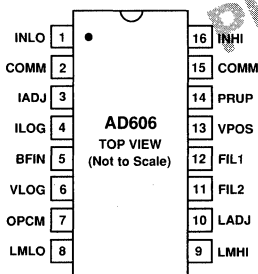 INLO 1 16 INHI
COMM 2 15 COMM
IADJ 3 14 PRUP
ILOG 4 AD606 13 VPOS
TOP VIEW
BFIN 5 (Not to Scale) 12 FIL1
VLOG 6 11 FIL2
OPCM 7 10 LADJ
LMLO 8 9 LMHI